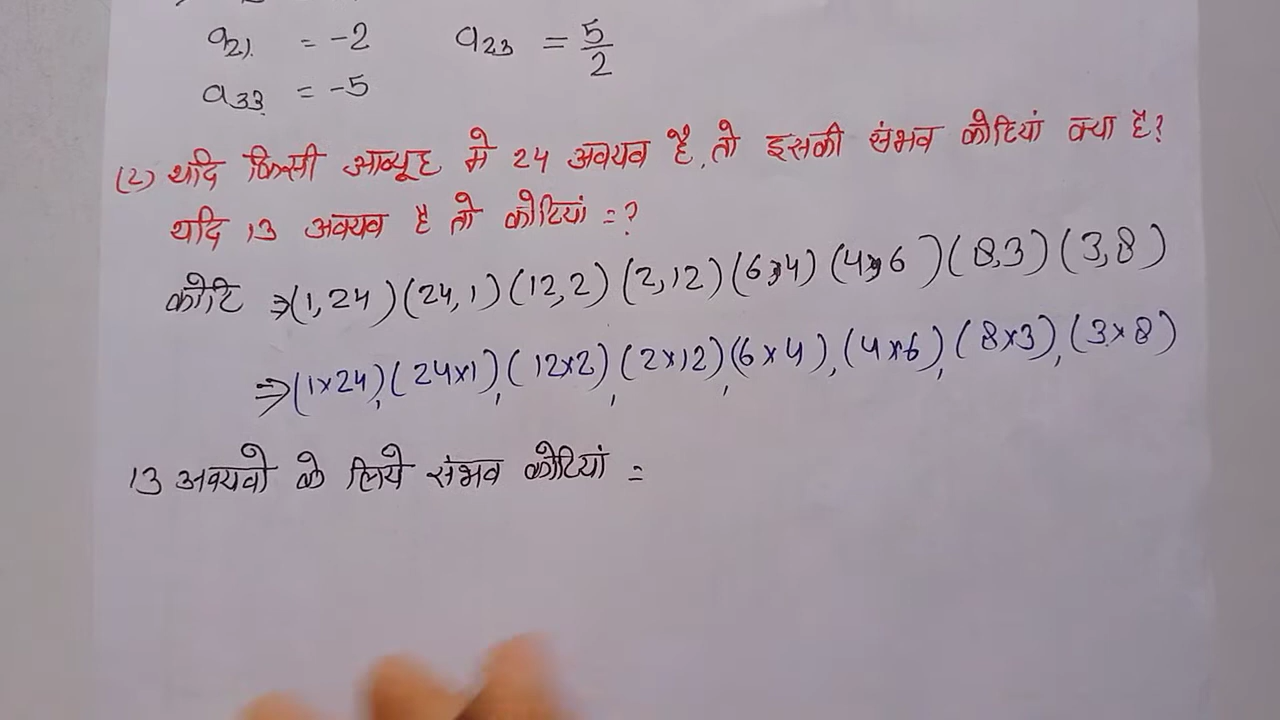 a21. = -2 a23 = 5/2
a33. = -5
(2) यदि किसी आव्यूह मे 24 अवयव है, तो इसकी संभव कोटियां क्या है?
यदि 13 अवयव है तो कोटियां = ?
कोटि ⇒ (1,24) (24,1) (12,2) (2,12) (6,4) (4,6) (8,3) (3,8)
⇒ (1×24), (24×1), (12×2), (2×12), (6×4), (4×6), (8×3), (3×8)
13 अवयवो के लिये संभव कोटियां =